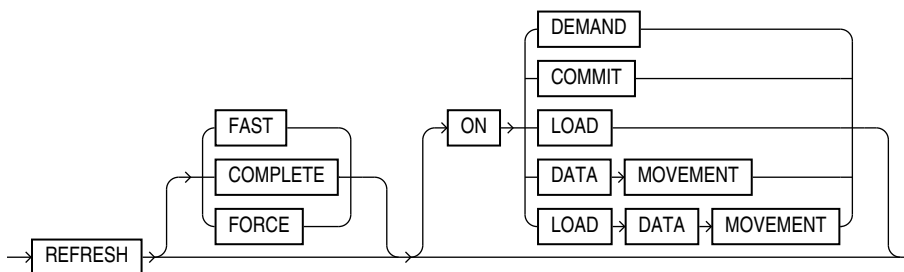 DEMAND
COMMIT
FAST
ON
LOAD
COMPLETE
DATA MOVEMENT
FORCE
LOAD DATA MOVEMENT
REFRESH